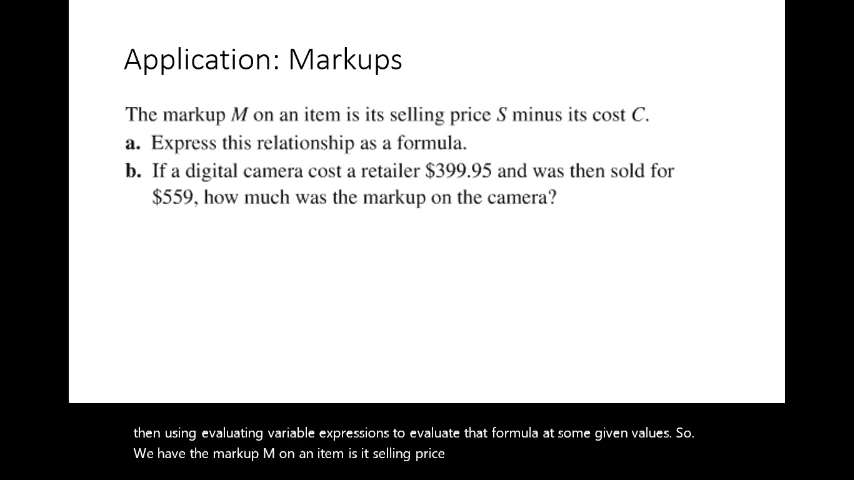 Application: Markups
The markup M on an item is its selling price S minus its cost C.
a. Express this relationship as a formula.
b. If a digital camera cost a retailer $399.95 and was then sold for
$559, how much was the markup on the camera?
then using evaluating variable expressions to evaluate that formula at some given values. So.
We have the markup M on an item is it selling price